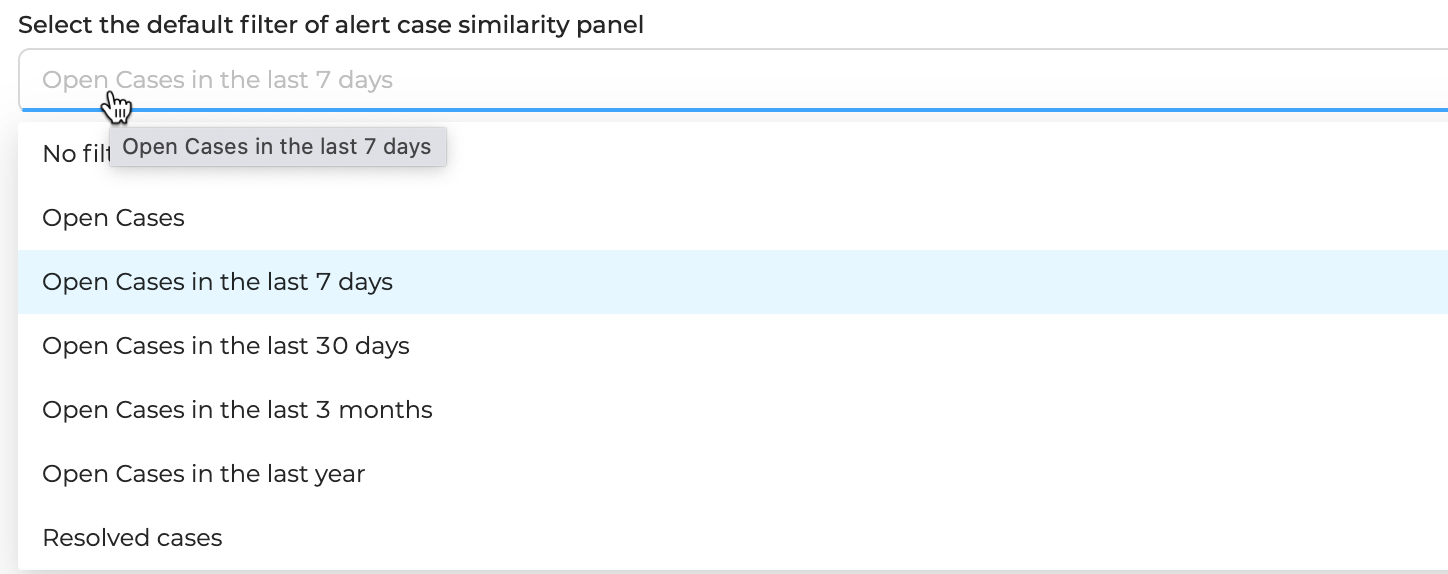 Select the default filter of alert case similarity panel
Open Cases in the last 7 days
Open Cases in the last 7 days
No
Open Cases
Open Cases in the last 7 days
Open Cases in the last 30 days
Open Cases in the last 3 months
Open Cases in the last year
Resolved cases